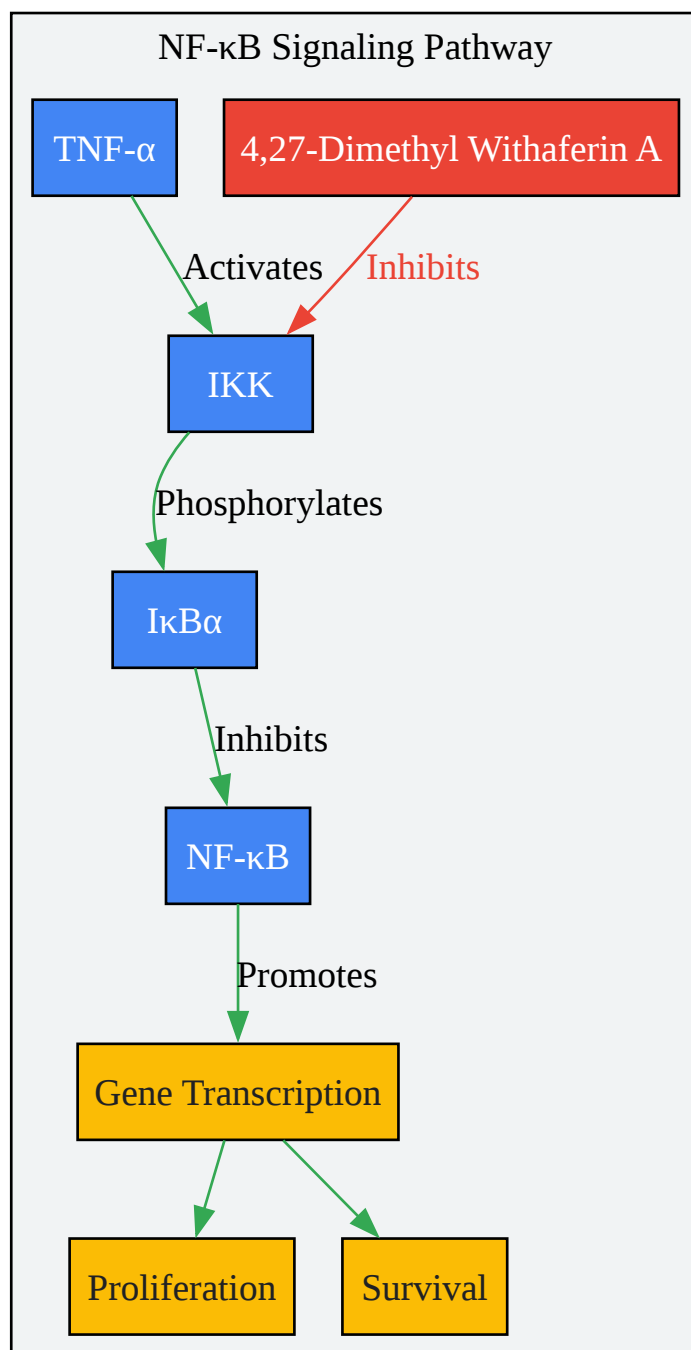 NF-κB Signaling Pathway
TNF-α
4,27-Dimethyl Withaferin A
Activates
Inhibits
IKK
Phosphorylates
IκBα
Inhibits
NF-κB
Promotes
Gene Transcription
Proliferation
Survival